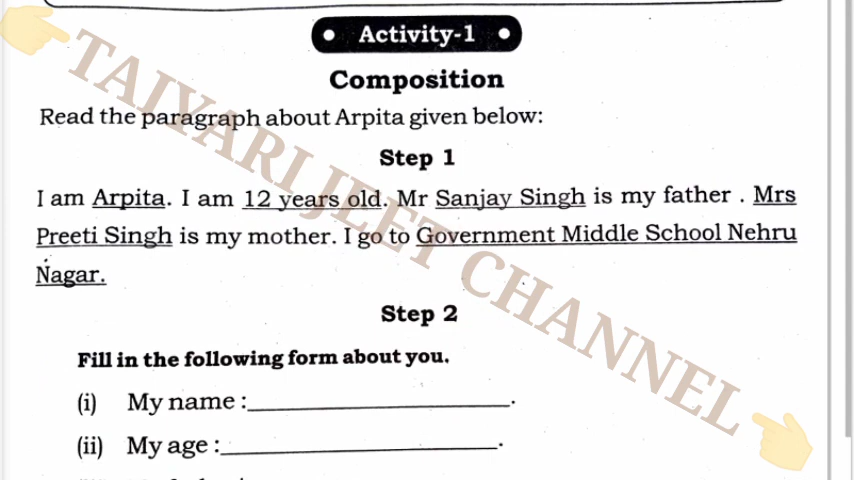 Activity-1
Composition
Read the paragraph about Arpita given below:
Step 1
I am Arpita. I am 12 years old. Mr Sanjay Singh is my father . Mrs
Preeti Singh is my mother. I go to Government Middle School Nehru
Nagar.
Step 2
Fill in the following form about you.
(i) My name :____________________.
(ii) My age :____________________.
TAIYARI JEET CHANNEL